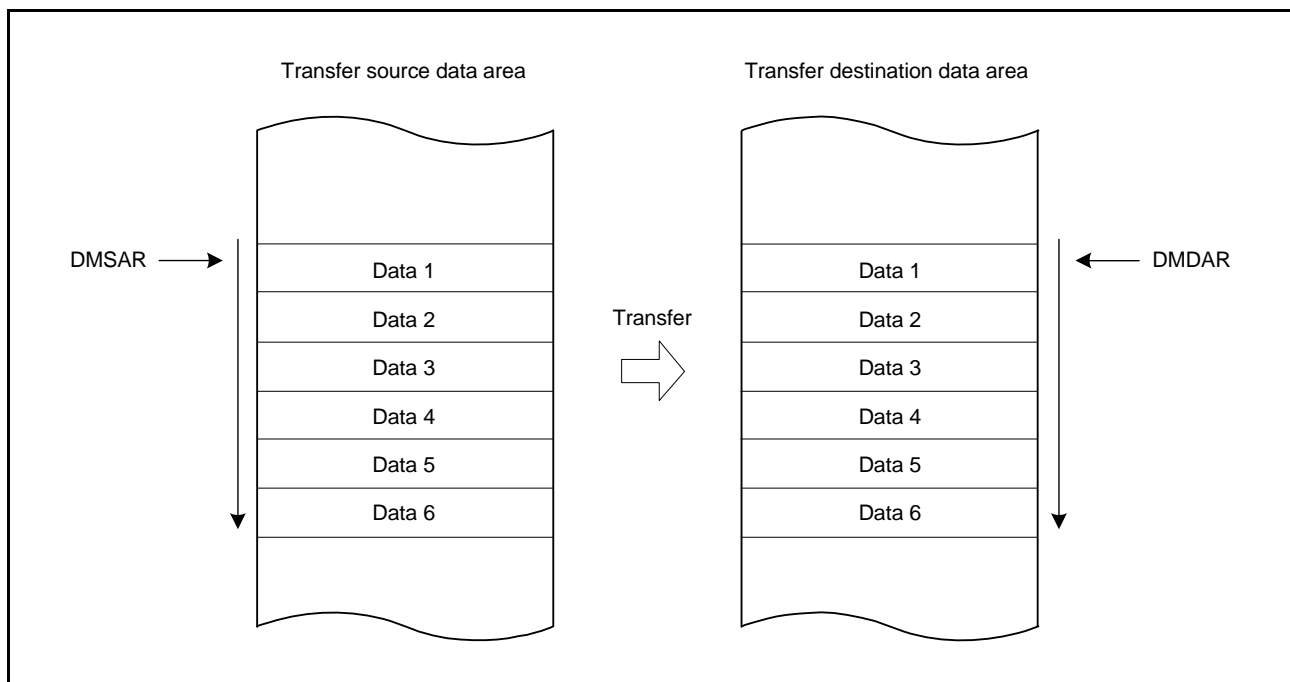 Transfer source data area
Transfer destination data area
DMSAR
DMDAR
Data 1
Data 2
Data 3
Data 4
Data 5
Data 6
Transfer
Data 1
Data 2
Data 3
Data 4
Data 5
Data 6